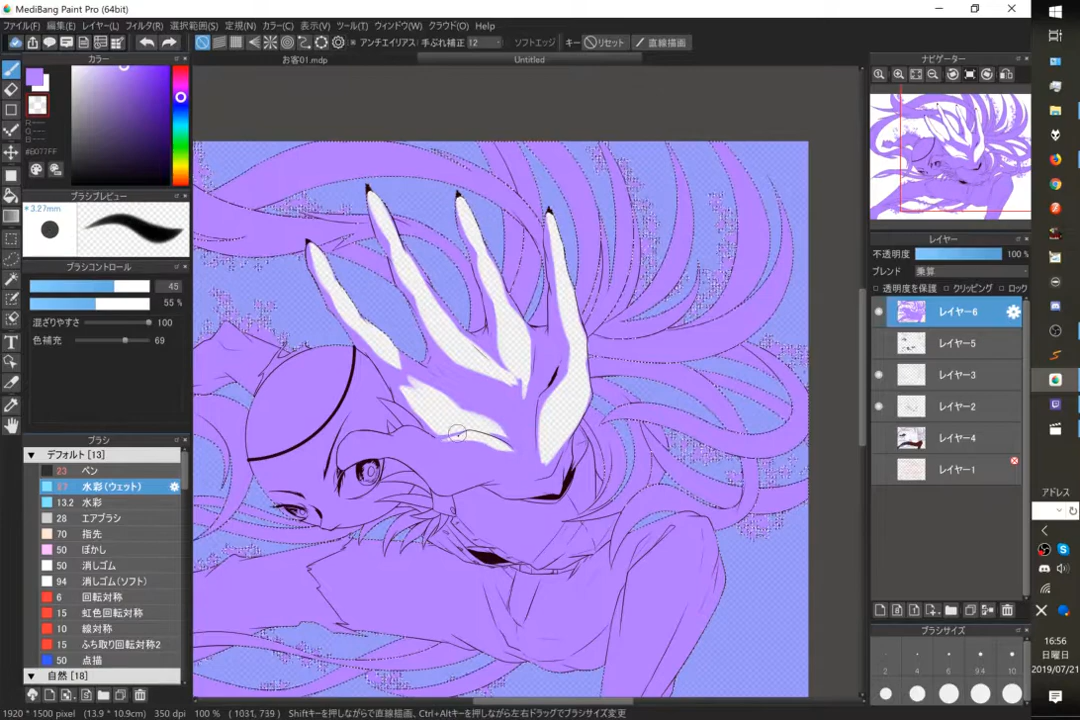 MediBang Paint Pro (64bit)
ファイル(F) 編集(E) レイヤー(L) フィルタ(R) 選択範囲(S) 定規(N) カラー(C) 表示(V) ツール(T) ウィンドウ(W) クラウド(O) Help
アンチエイリアス 手ぶれ補正 12 ソフトエッジ キー リセット 直線描画
お客01.mdp Untitled
カラー
R:
G:
B:
#B077FF
ブラシプレビュー
3.27mm
ブラシコントロール
45
55 %
混ざりやすさ 100
色補充 69
ブラシ
デフォルト [13]
23 ペン
水彩(ウェット)
13.2 水彩
28 エアブラシ
70 指先
50 ぼかし
50 消しゴム
94 消しゴム(ソフト)
6 回転対称
15 虹色回転対称
10 線対称
15 ふち取り回転対称2
50 点描
自然 [18]
1920 * 1500 pixel (13.9 * 10.9cm) 350 dpi 100 % ( 1031, 739 ) Shiftキーを押しながらで直線描画、Ctrl+Altキーを押しながら左右ドラッグでブラシサイズ変更
ナビゲーター
レイヤー
不透明度 100 %
ブレンド 乗算
透明度を保護 クリッピング ロック
レイヤー6
レイヤー5
レイヤー3
レイヤー2
レイヤー4
レイヤー1
ブラシサイズ
2 4 6 9.4 10
アドレス
16:56
日曜日
2019/07/21